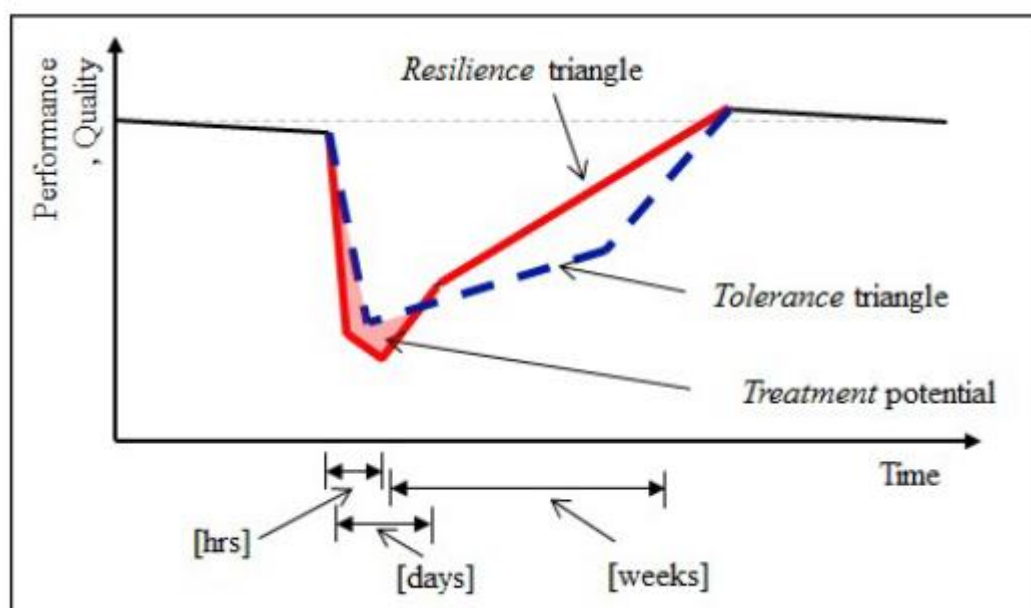 Performance
, Quality
Resilience triangle
Tolerance triangle
Treatment potential
Time
[hrs]
[days]
[weeks]